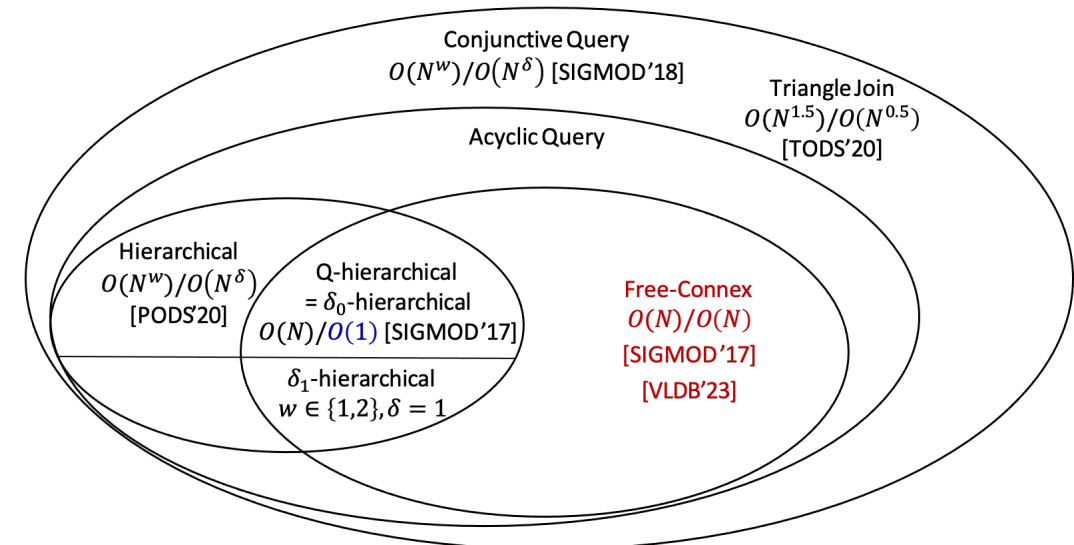 Conjunctive Query
O(N^w)/O(N^δ) [SIGMOD'18]
Triangle Join
O(N^1.5)/O(N^0.5)
[TODS'20]
Acyclic Query
Hierarchical
O(N^w)/O(N^δ)
[PODS'20]
Q-hierarchical
= δ₀-hierarchical
O(N)/O(1) [SIGMOD'17]
δ₁-hierarchical
w ∈ {1,2}, δ = 1
Free-Connex
O(N)/O(N)
[SIGMOD'17]
[VLDB'23]